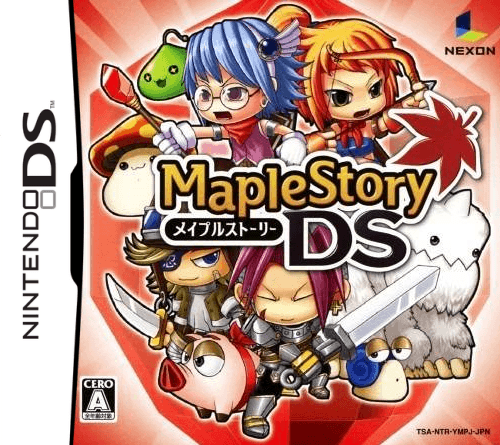 NEXON
NINTENDO DS™
MapleStory
メイプルストーリー
DS
CERO
A
全年齢対象
TSA-NTR-YMPJ-JPN